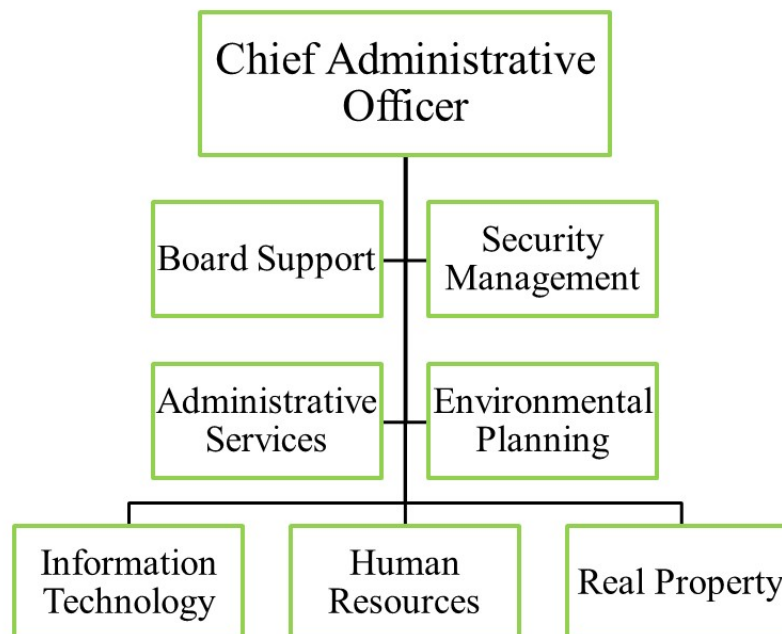 Chief Administrative
Officer
Board Support
Security
Management
Administrative
Services
Environmental
Planning
Information
Technology
Human
Resources
Real Property